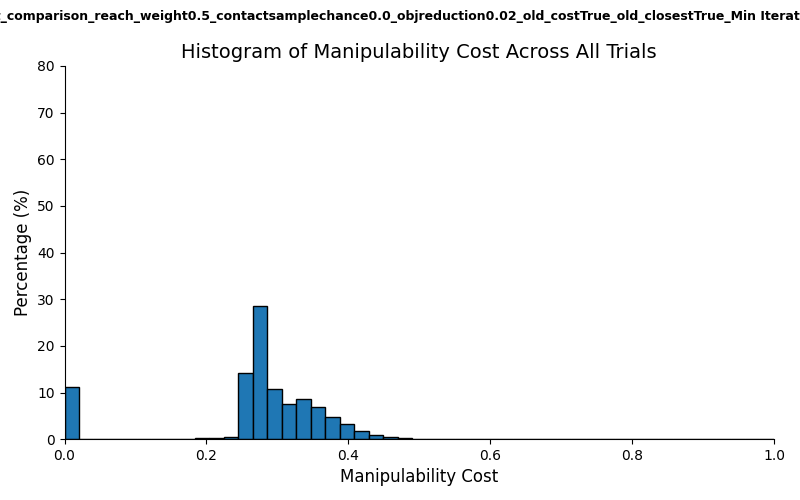 _comparison_reach_weight0.5_contactsamplechance0.0_objreduction0.02_old_costTrue_old_closestTrue_Min Iterat
Histogram of Manipulability Cost Across All Trials
80
70
60
50
40
30
20
10
0
Percentage (%)
0.0 0.2 0.4 0.6 0.8 1.0
Manipulability Cost